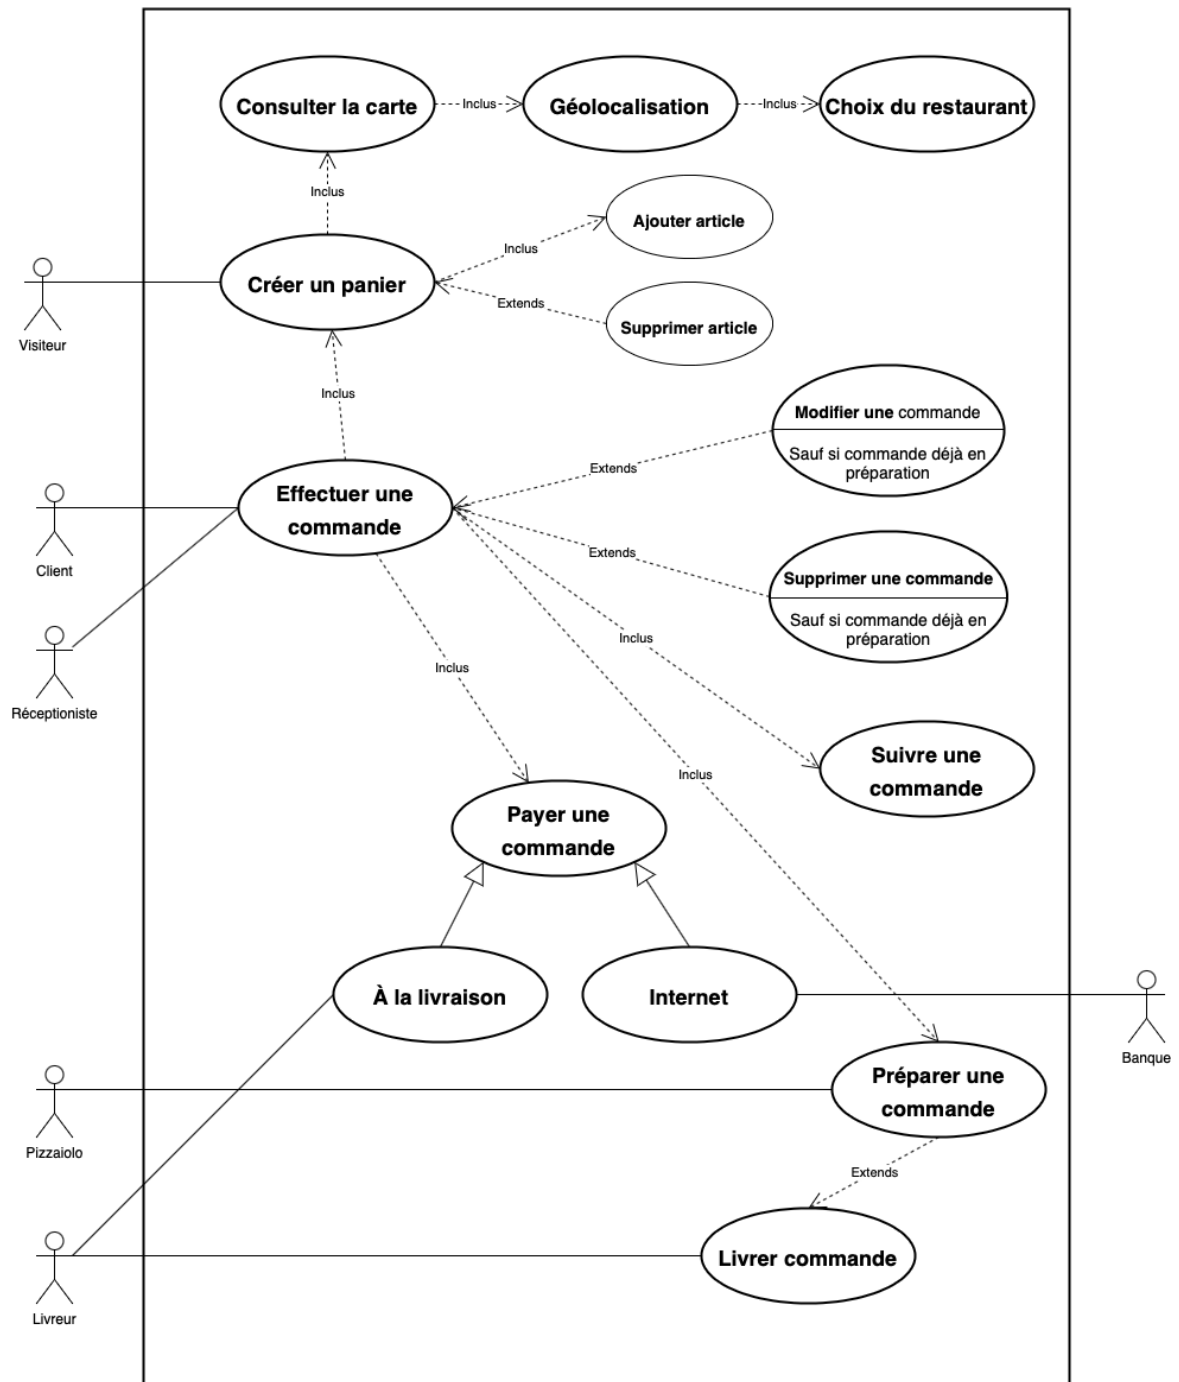 Consulter la carte
Inclus
Géolocalisation
Inclus
Choix du restaurant
Inclus
Ajouter article
Inclus
Créer un panier
Extends
Supprimer article
Visiteur
Inclus
Modifier une commande
Sauf si commande déjà en
préparation
Extends
Effectuer une
commande
Client
Extends
Supprimer une commande
Sauf si commande déjà en
préparation
Inclus
Inclus
Réceptioniste
Suivre une
commande
Inclus
Payer une
commande
À la livraison
Internet
Banque
Préparer une
commande
Pizzaiolo
Extends
Livrer commande
Livreur